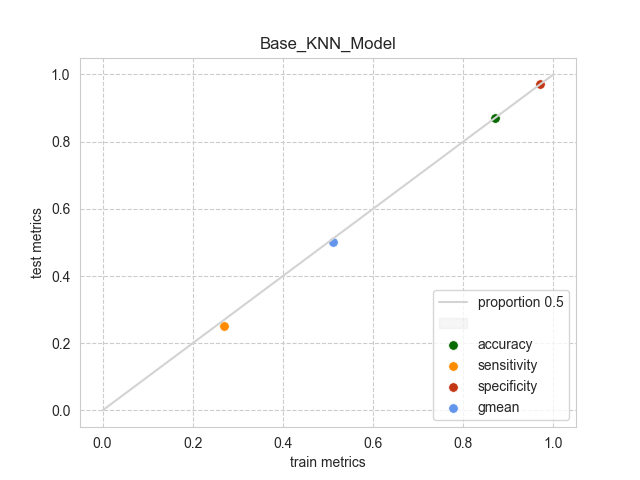 Base_KNN_Model
test metrics
1.0
0.8
0.6
0.4
0.2
0.0
proportion 0.5
accuracy
sensitivity
specificity
gmean
0.0 0.2 0.4 0.6 0.8 1.0
train metrics